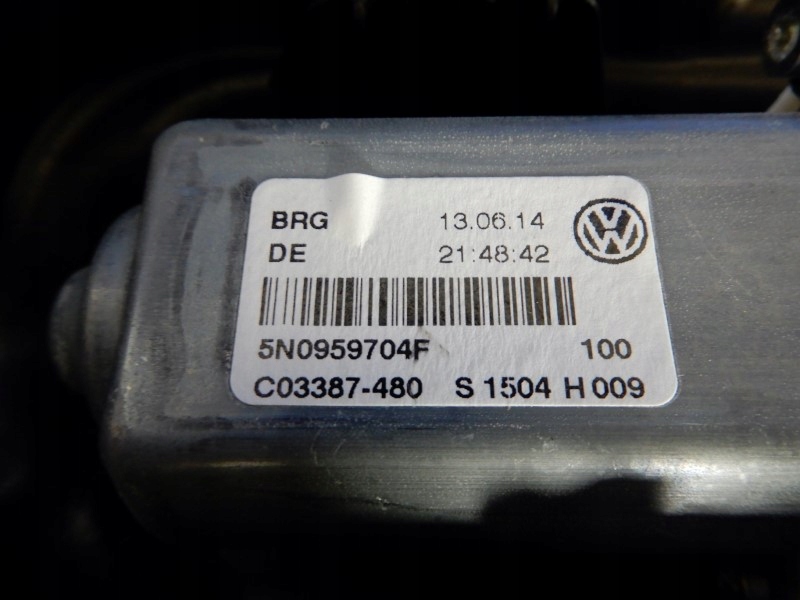 BRG 13.06.14
DE 21:48:42
5N0959704F 100
C03387-480 S 1504 H 009